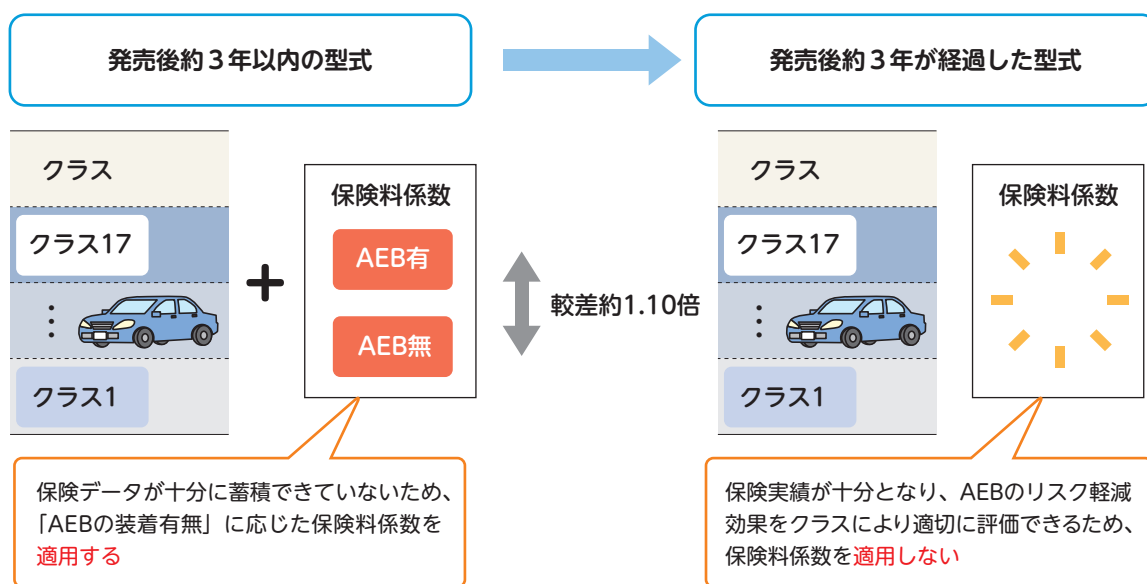 発売後約3年以内の型式
発売後約3年が経過した型式
クラス
クラス17
⋮
クラス1
+
保険料係数
AEB有
AEB無
較差約1.10倍
クラス
クラス17
⋮
クラス1
保険料係数
保険データが十分に蓄積できていないため、
「AEBの装着有無」に応じた保険料係数を
適用する
保険実績が十分となり、AEBのリスク軽減
効果をクラスにより適切に評価できるため、
保険料係数を適用しない